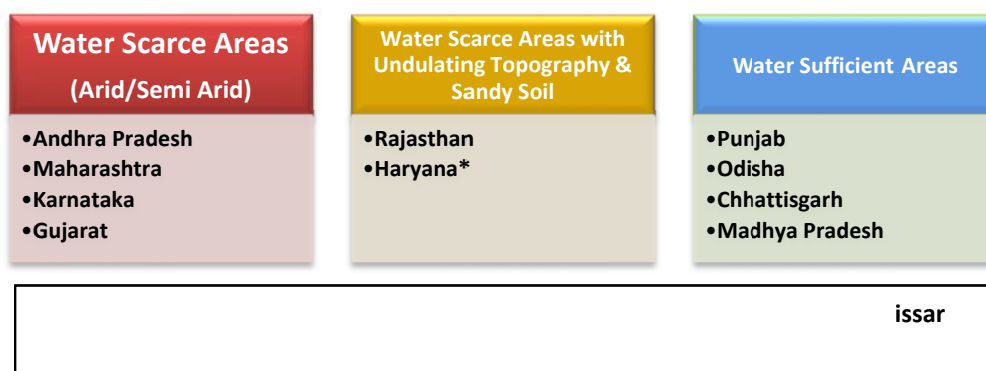 Water Scarce Areas
(Arid/Semi Arid)
•Andhra Pradesh
•Maharashtra
•Karnataka
•Gujarat
Water Scarce Areas with
Undulating Topography &
Sandy Soil
•Rajasthan
•Haryana*
Water Sufficient Areas
•Punjab
•Odisha
•Chhattisgarh
•Madhya Pradesh
issar